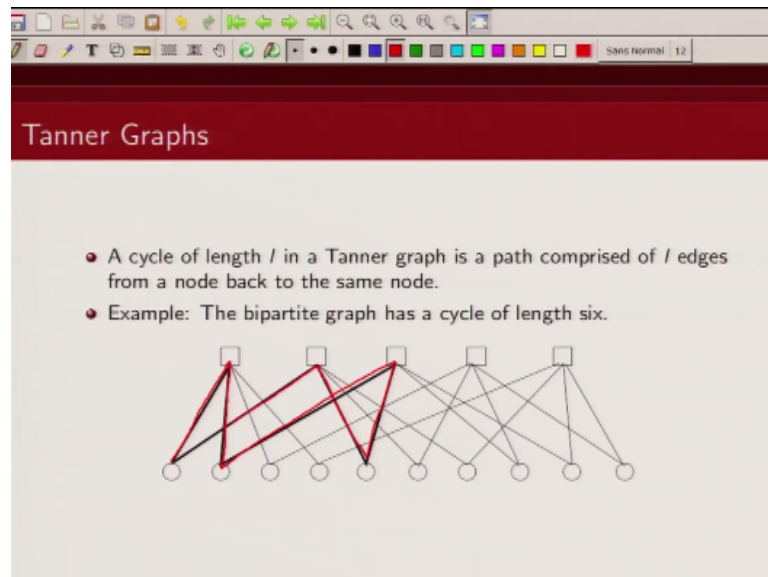 T
Sans Normal 12
Tanner Graphs
A cycle of length l in a Tanner graph is a path comprised of l edges
from a node back to the same node.
Example: The bipartite graph has a cycle of length six.